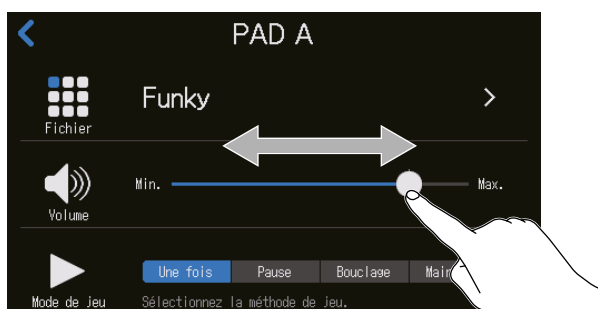 PAD A
Funky
Fichier
Min.
Max.
Volume
Une fois Pause Bouclage
Mode de jeu
Sélectionnez la méthode de jeu.